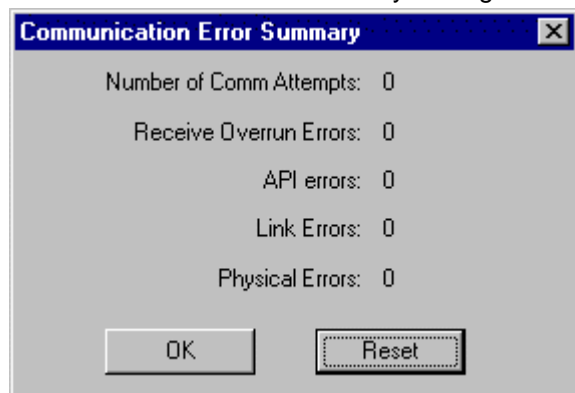 Communication Error Summary
Number of Comm Attempts: 0
Receive Overrun Errors: 0
API errors: 0
Link Errors: 0
Physical Errors: 0
OK Reset